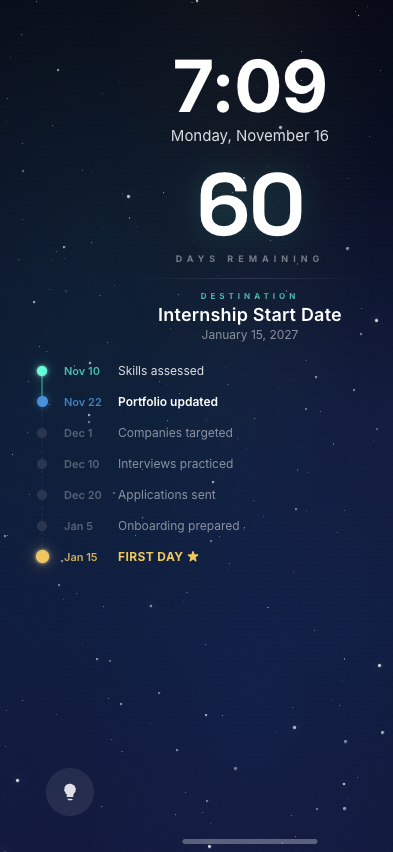 7:09
Monday, November 16
60
DAYS REMAINING
DESTINATION
Internship Start Date
January 15, 2027
Nov 10 Skills assessed
Nov 22 Portfolio updated
Dec 1 Companies targeted
Dec 10 Interviews practiced
Dec 20 Applications sent
Jan 5 Onboarding prepared
Jan 15 FIRST DAY ★